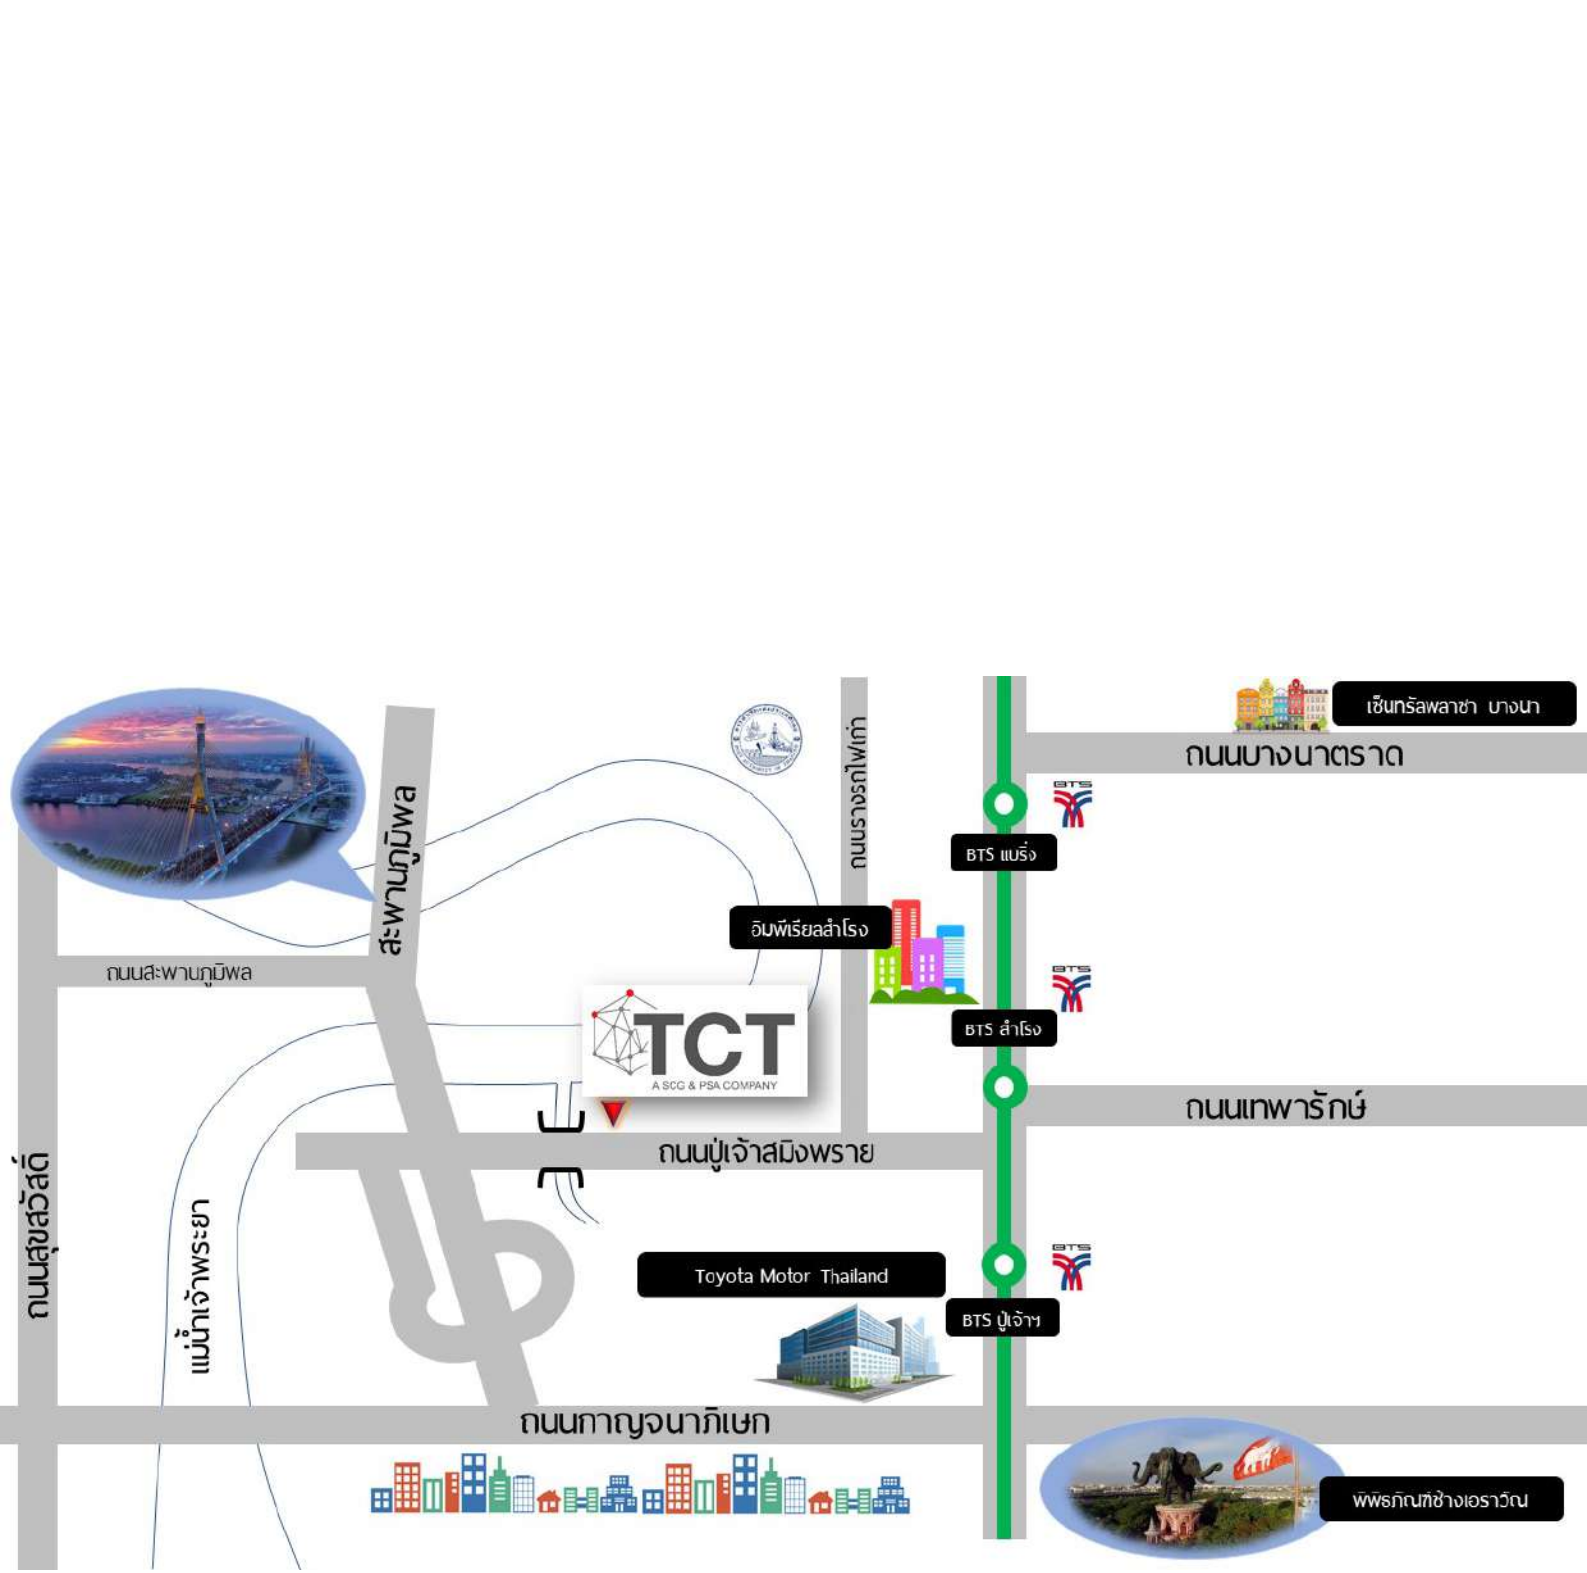 เซ็นทรัลพลาซา บางนา
ถนนบางนาตราด
BTS
BTS แบริ่ง
ถนนรางรถไฟเก่า
สะพานภูมิพล
อิมพีเรียลสำโรง
BTS
BTS สำโรง
ถนนสะพานภูมิพล
TCT
A SCG & PSA COMPANY
ถนนเทพารักษ์
ถนนปู่เจ้าสมิงพราย
ถนนสุขสวัสดิ์
แม่น้ำเจ้าพระยา
BTS
Toyota Motor Thailand
BTS ปู่เจ้าฯ
ถนนกาญจนาภิเษก
พิพิธภัณฑ์ช้างเอราวัณ